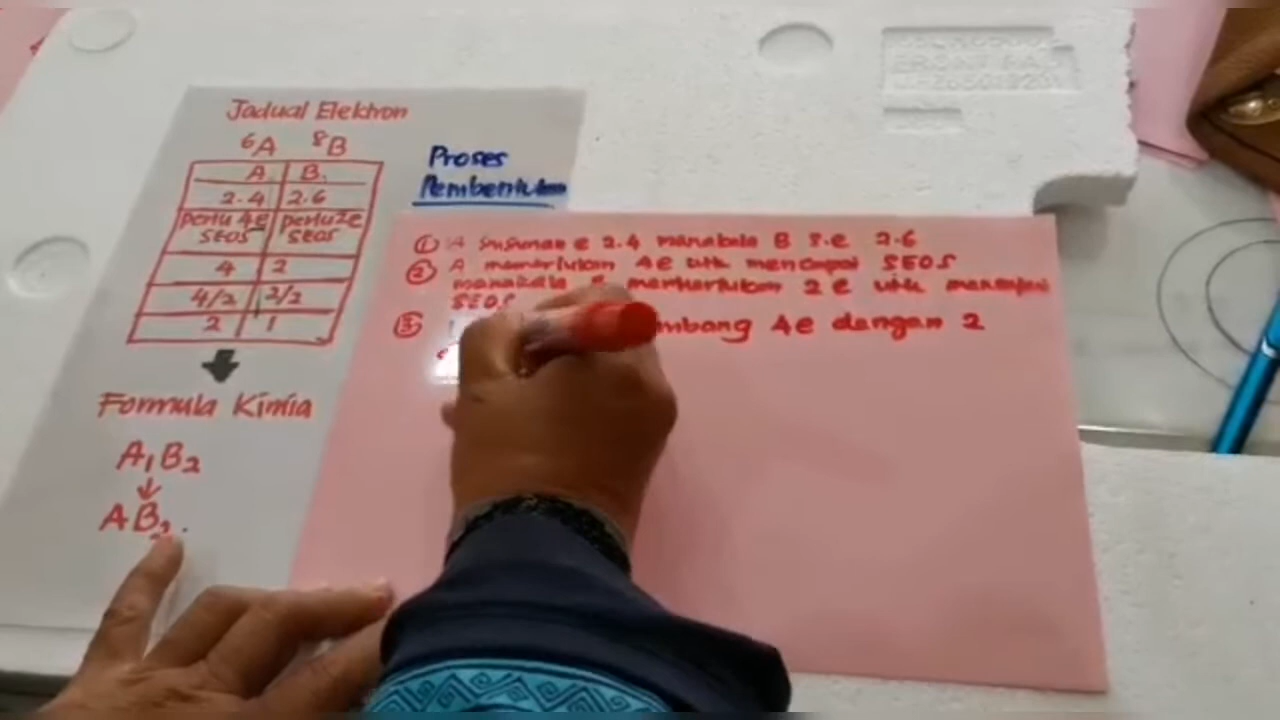 Jadual Elektron
6A 8B
A B
2.4 2.6
perlu 4e perlu 2e
SEOS SEOS
4 2
4/2 2/2
2 1
Formula Kimia
A1B2
AB2
Proses
Pembentukan
① A susunan e 2.4 manakala B s.e 2.6
② A memerlukan 4e utk mencapai SEOS
manakala B memerlukan 2e utk mencapai
SEOS
③ 4e dengan 2